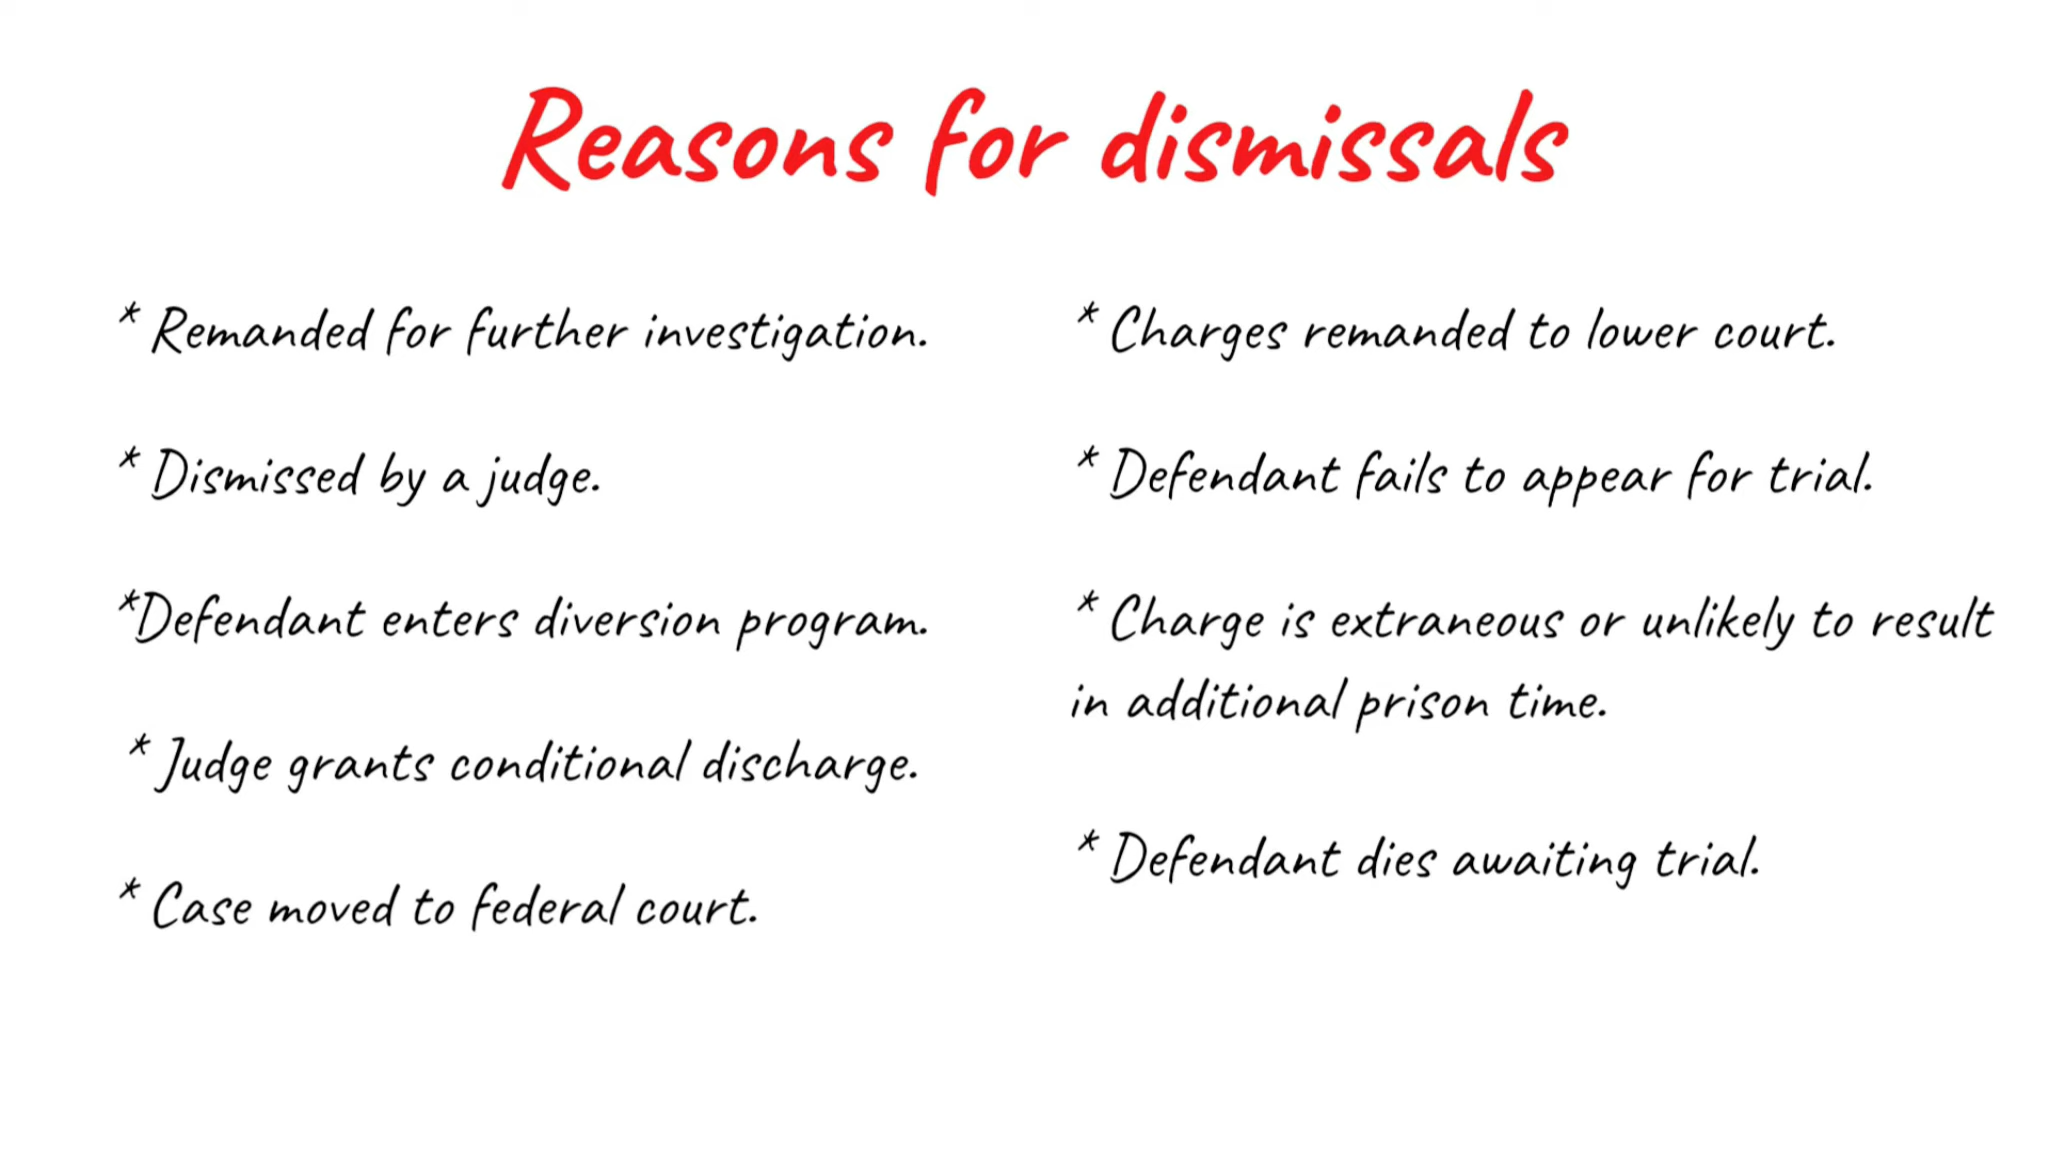 Reasons for dismissals
* Remanded for further investigation.
* Dismissed by a judge.
*Defendant enters diversion program.
* Judge grants conditional discharge.
* Case moved to federal court.
* Charges remanded to lower court.
* Defendant fails to appear for trial.
* Charge is extraneous or unlikely to result
in additional prison time.
* Defendant dies awaiting trial.